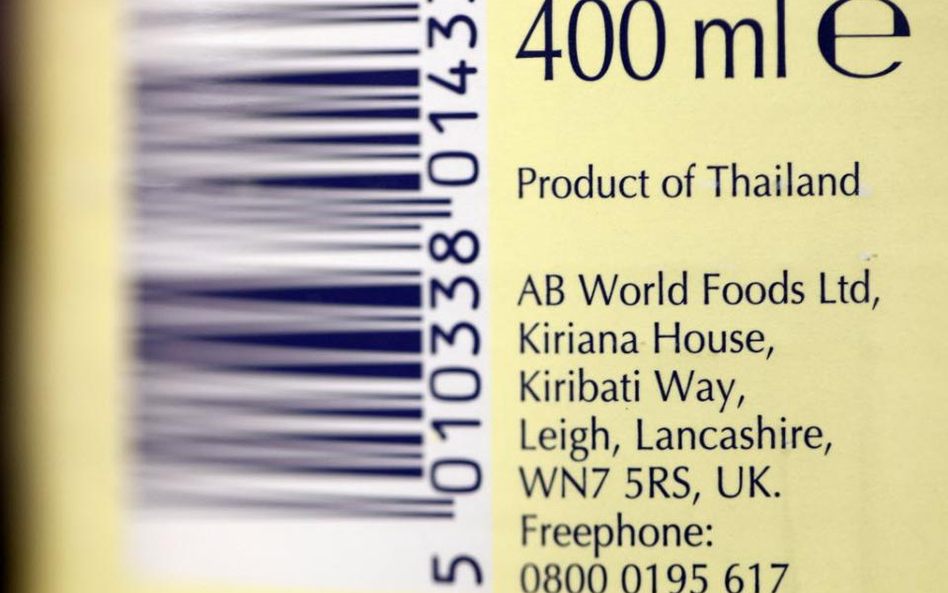 400 ml ℮
Product of Thailand
AB World Foods Ltd,
Kiriana House,
Kiribati Way,
Leigh, Lancashire,
WN7 5RS, UK.
Freephone:
0800 0195 617
5 010338 0143